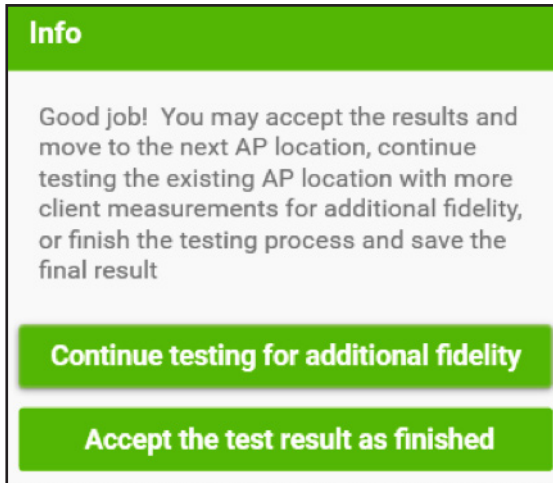 Info
Good job!  You may accept the results and
move to the next AP location, continue
testing the existing AP location with more
client measurements for additional fidelity,
or finish the testing process and save the
final result
Continue testing for additional fidelity
Accept the test result as finished